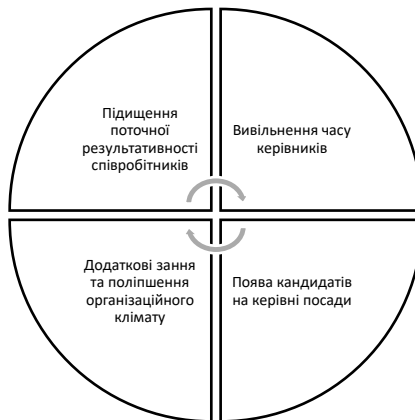 Підищення
поточної
результативності
співробітників
Вивільнення часу
керівників
Додаткові зання
та поліпшення
організаційного
клімату
Поява кандидатів
на керівні посади